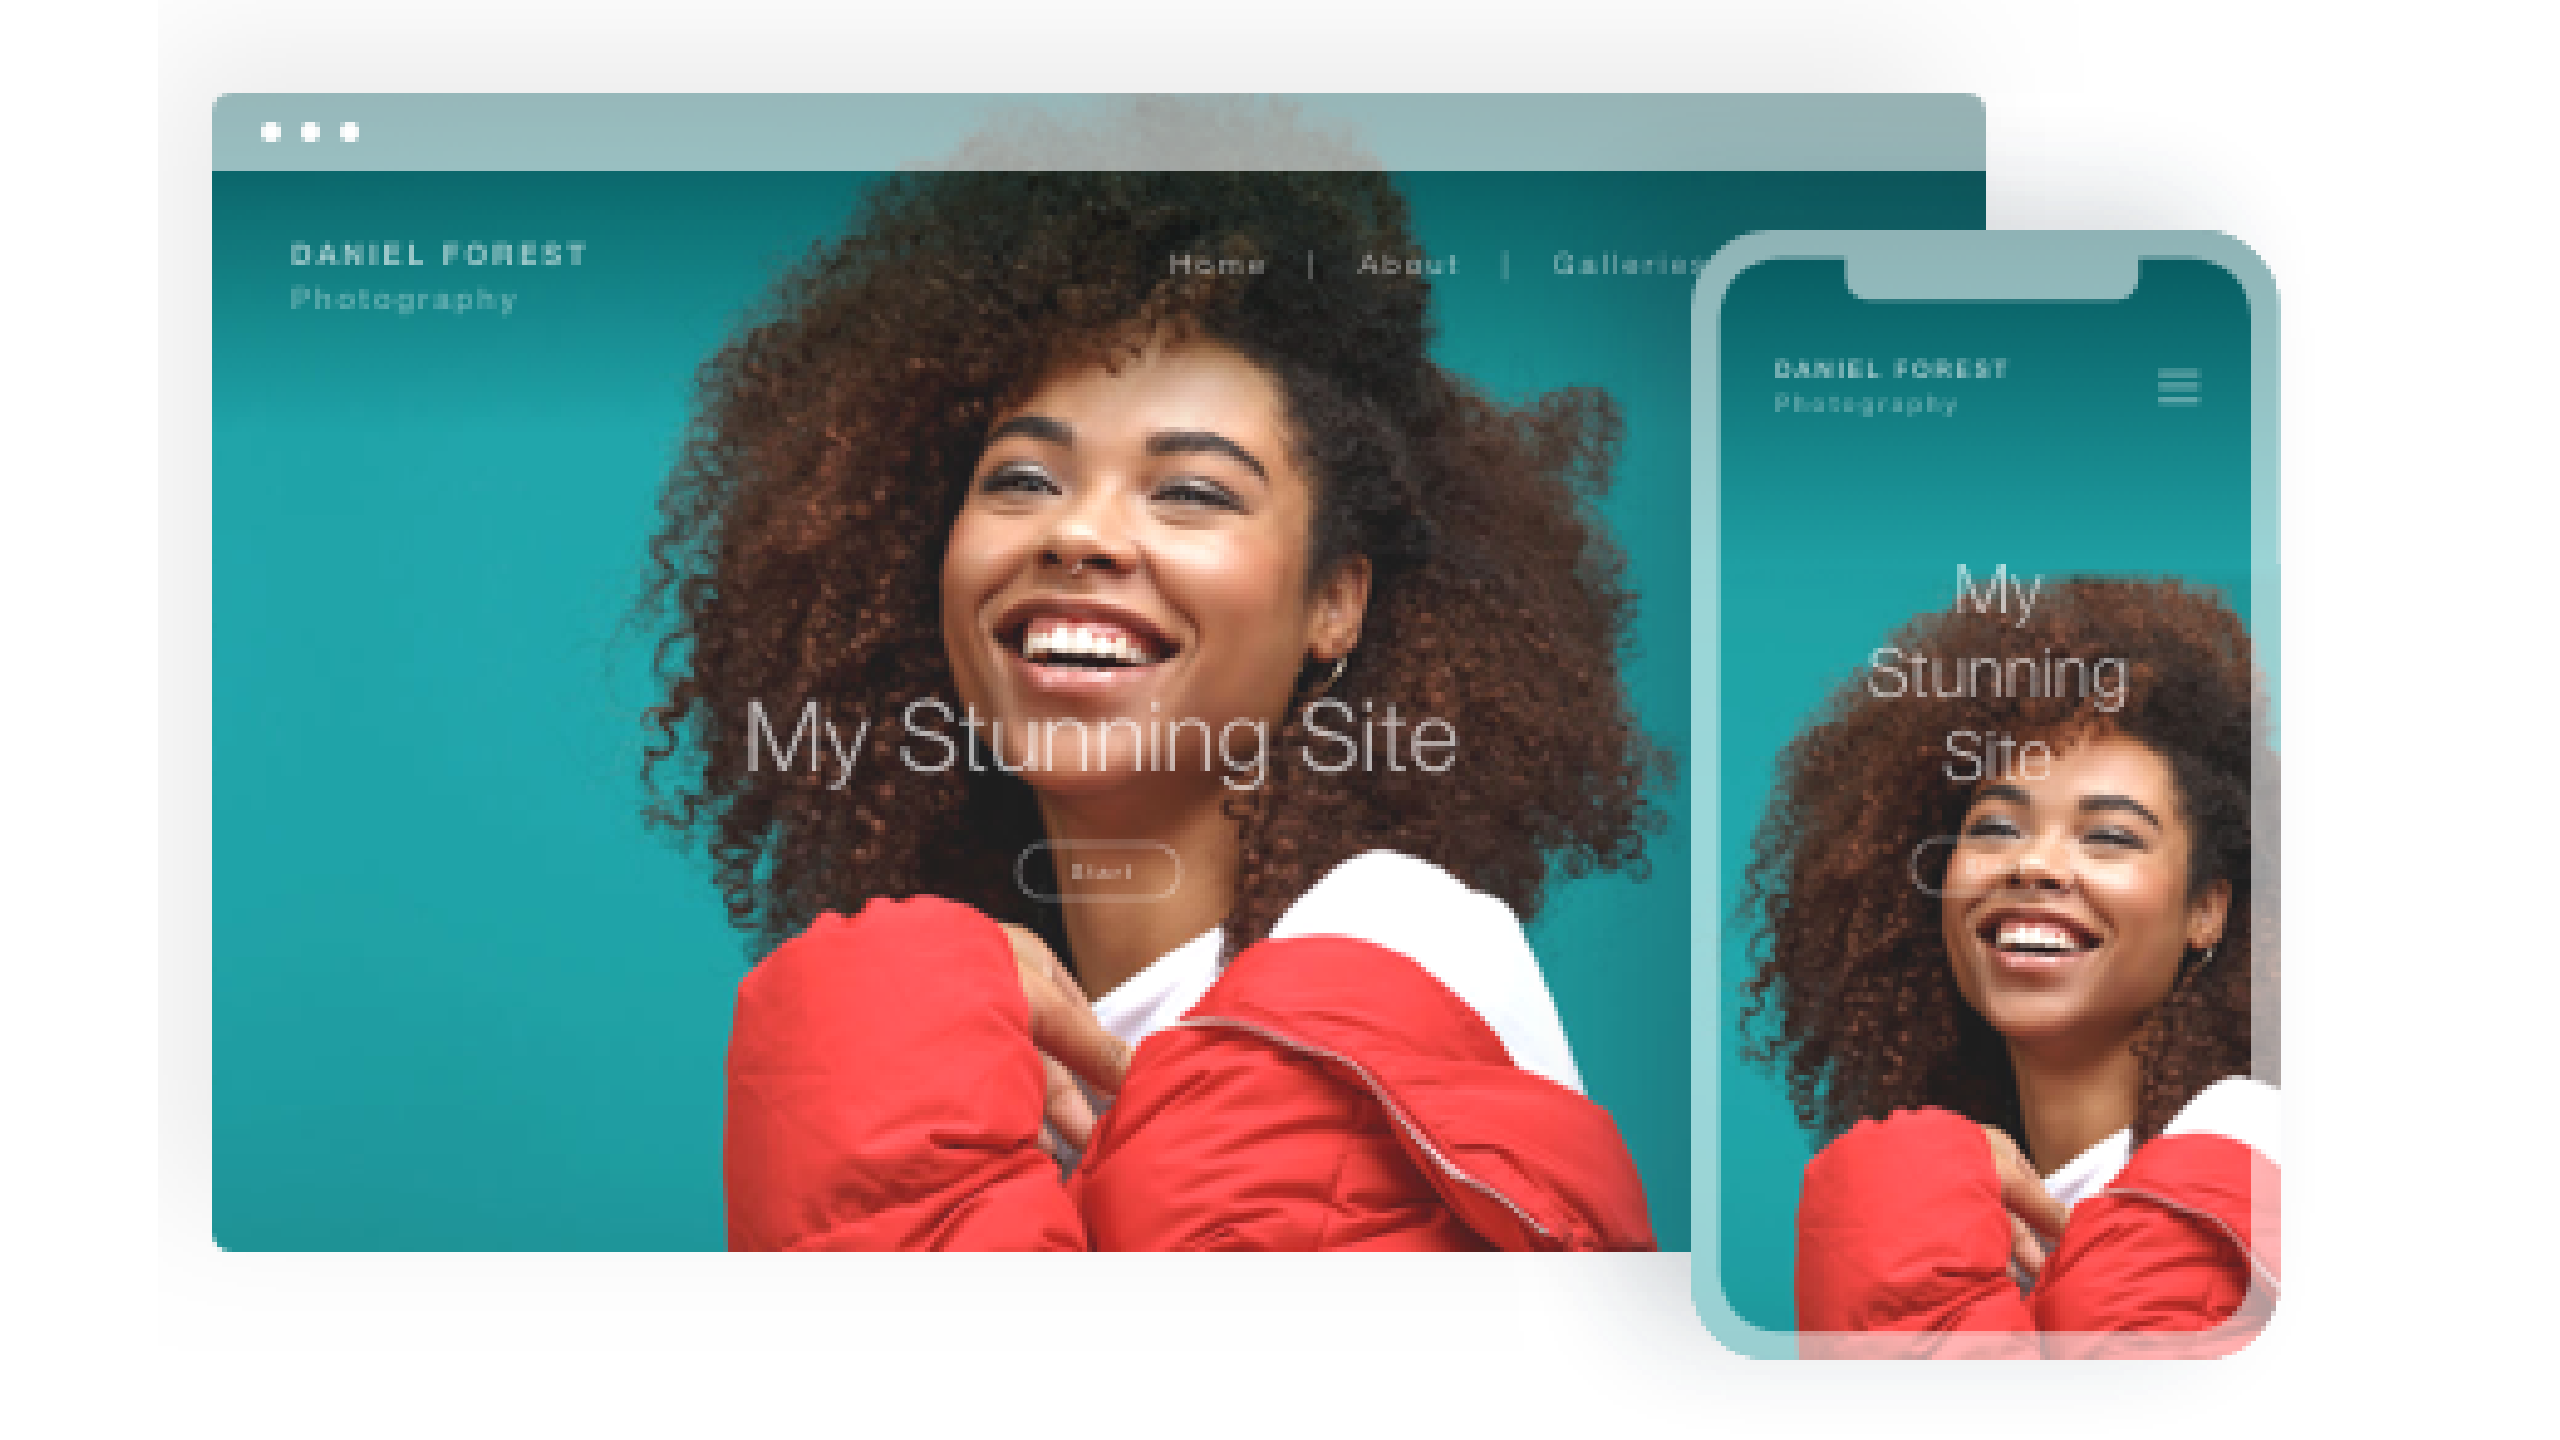 DANIEL FOREST
Photography
Home | About | Galleries
My Stunning Site
Start
DANIEL FOREST
Photography
My
Stunning
Site